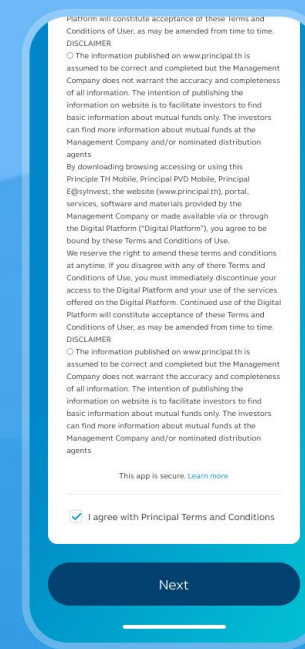 Platform will constitute acceptance of these Terms and
Conditions of User, as may be amended from time to time.
DISCLAIMER
○ The information published on www.principal.th is
assumed to be correct and completed but the Management
Company does not warrant the accuracy and completeness
of all information. The intention of publishing the
information on website is to facilitate investors to find
basic information about mutual funds only. The investors
can find more information about mutual funds at the
Management Company and/or nominated distribution
agents
By downloading browsing accessing or using this
Principle TH Mobile, Principal PVD Mobile, Principal
E@syInvest, the website (www.principal.th), portal,
services, software and materials provided by the
Management Company or made available via or through
the Digital Platform ("Digital Platform"), you agree to be
bound by these Terms and Conditions of Use.
We reserve the right to amend these terms and conditions
at anytime. If you disagree with any of there Terms and
Conditions of Use, you must immediately discontinue your
access to the Digital Platform and your use of the services
offered on the Digital Platform. Continued use of the Digital
Platform will constitute acceptance of these Terms and
Conditions of User, as may be amended from time to time.
DISCLAIMER
○ The information published on www.principal.th is
assumed to be correct and completed but the Management
Company does not warrant the accuracy and completeness
of all information. The intention of publishing the
information on website is to facilitate investors to find
basic information about mutual funds only. The investors
can find more information about mutual funds at the
Management Company and/or nominated distribution
agents
This app is secure. Learn more
I agree with Principal Terms and Conditions
Next